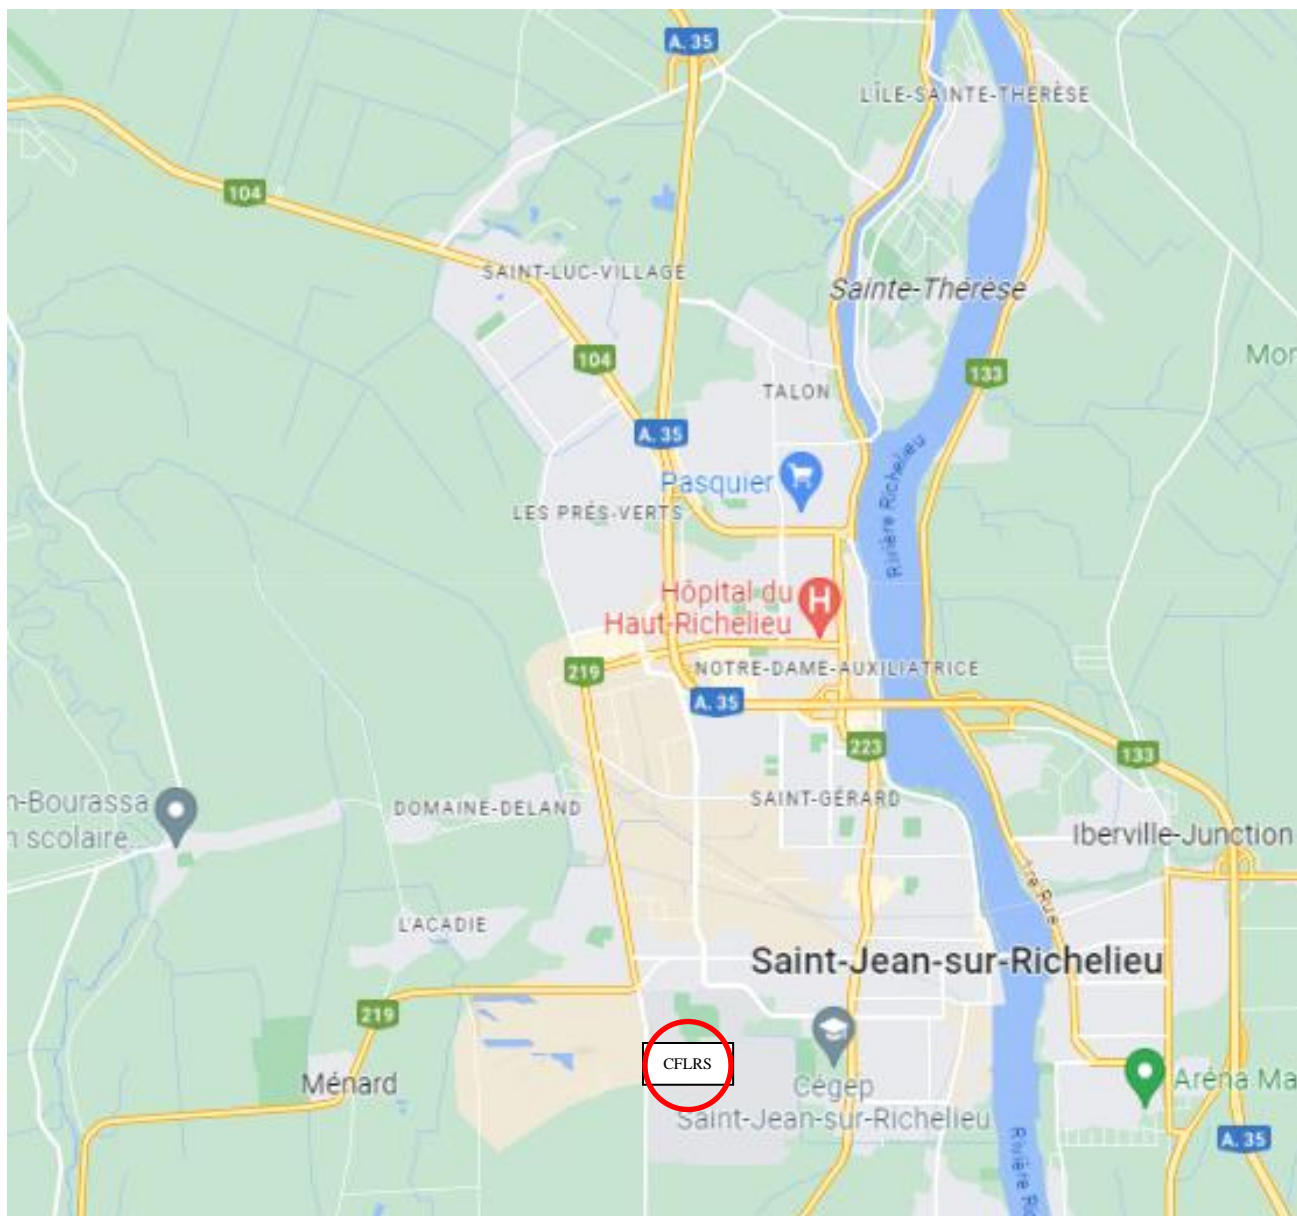 A. 35
L'ÎLE-SAINTE-THÉRÈSE
104
SAINT-LUC-VILLAGE
Sainte-Thérèse
104
133
Mor
TALON
A. 35
Pasquier
Rivière Richelieu
LES PRÉS-VERTS
Hôpital du
Haut-Richelieu
H
219
NOTRE-DAME-AUXILIATRICE
A. 35
223
133
n-Bourassa
n scolaire...
DOMAINE-DELAND
SAINT-GÉRARD
Iberville-Junction
1re Rue
L'ACADIE
Saint-Jean-sur-Richelieu
219
CFLRS
Ménard
Cégep
Saint-Jean-sur-Richelieu
Aréna Ma
A. 35
Rivière R